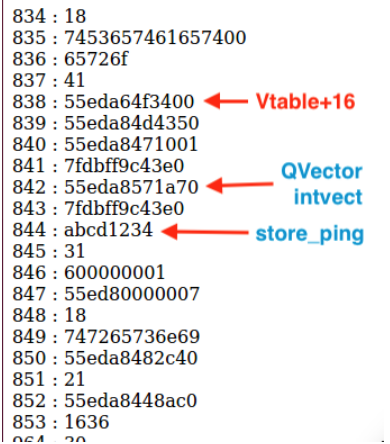 834 : 18
835 : 7453657461657400
836 : 65726f
837 : 41
838 : 55eda64f3400 Vtable+16
839 : 55eda84d4350
840 : 55eda8471001
841 : 7fdbff9c43e0
842 : 55eda8571a70 QVector intvect
843 : 7fdbff9c43e0
844 : abcd1234 store_ping
845 : 31
846 : 600000001
847 : 55ed80000007
848 : 18
849 : 747265736e69
850 : 55eda8482c40
851 : 21
852 : 55eda8448ac0
853 : 1636